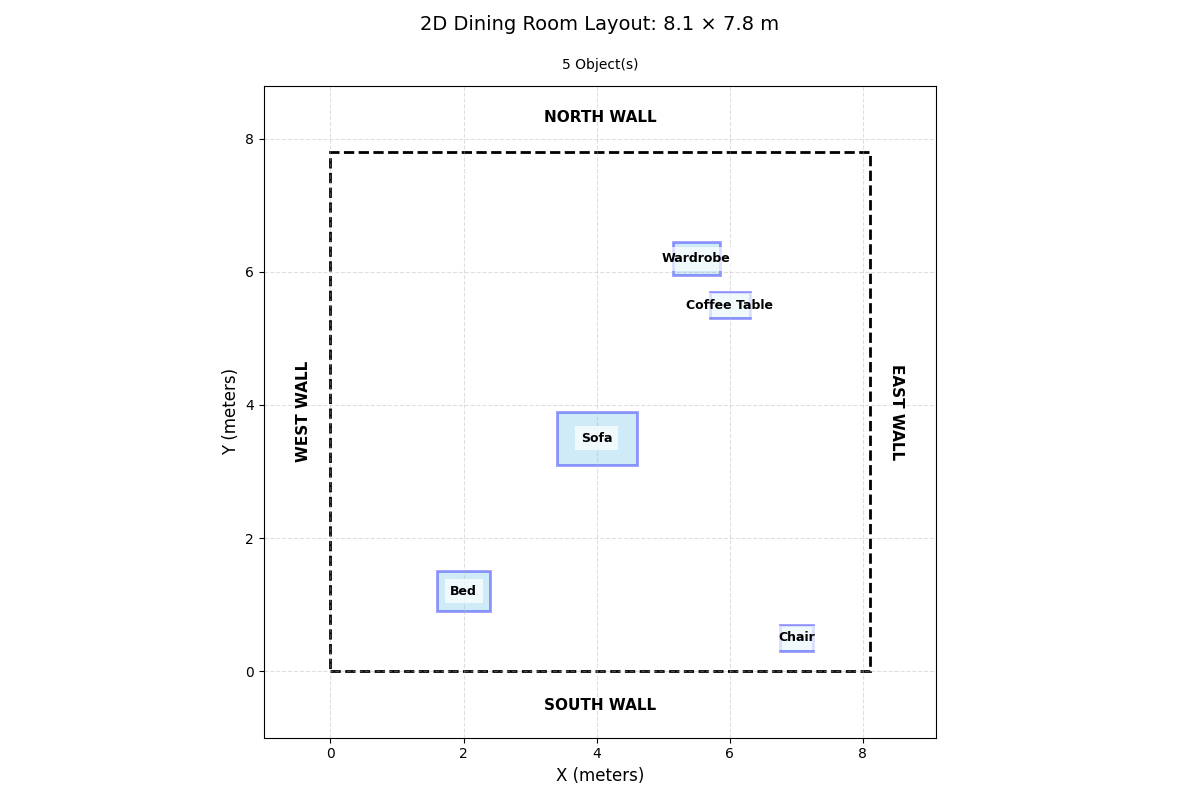 2D Dining Room Layout: 8.1 × 7.8 m
5 Object(s)
NORTH WALL
8
Wardrobe
6
Coffee Table
WEST WALL
EAST WALL
Y (meters)
4
Sofa
2
Bed
Chair
0
SOUTH WALL
0 2 4 6 8
X (meters)